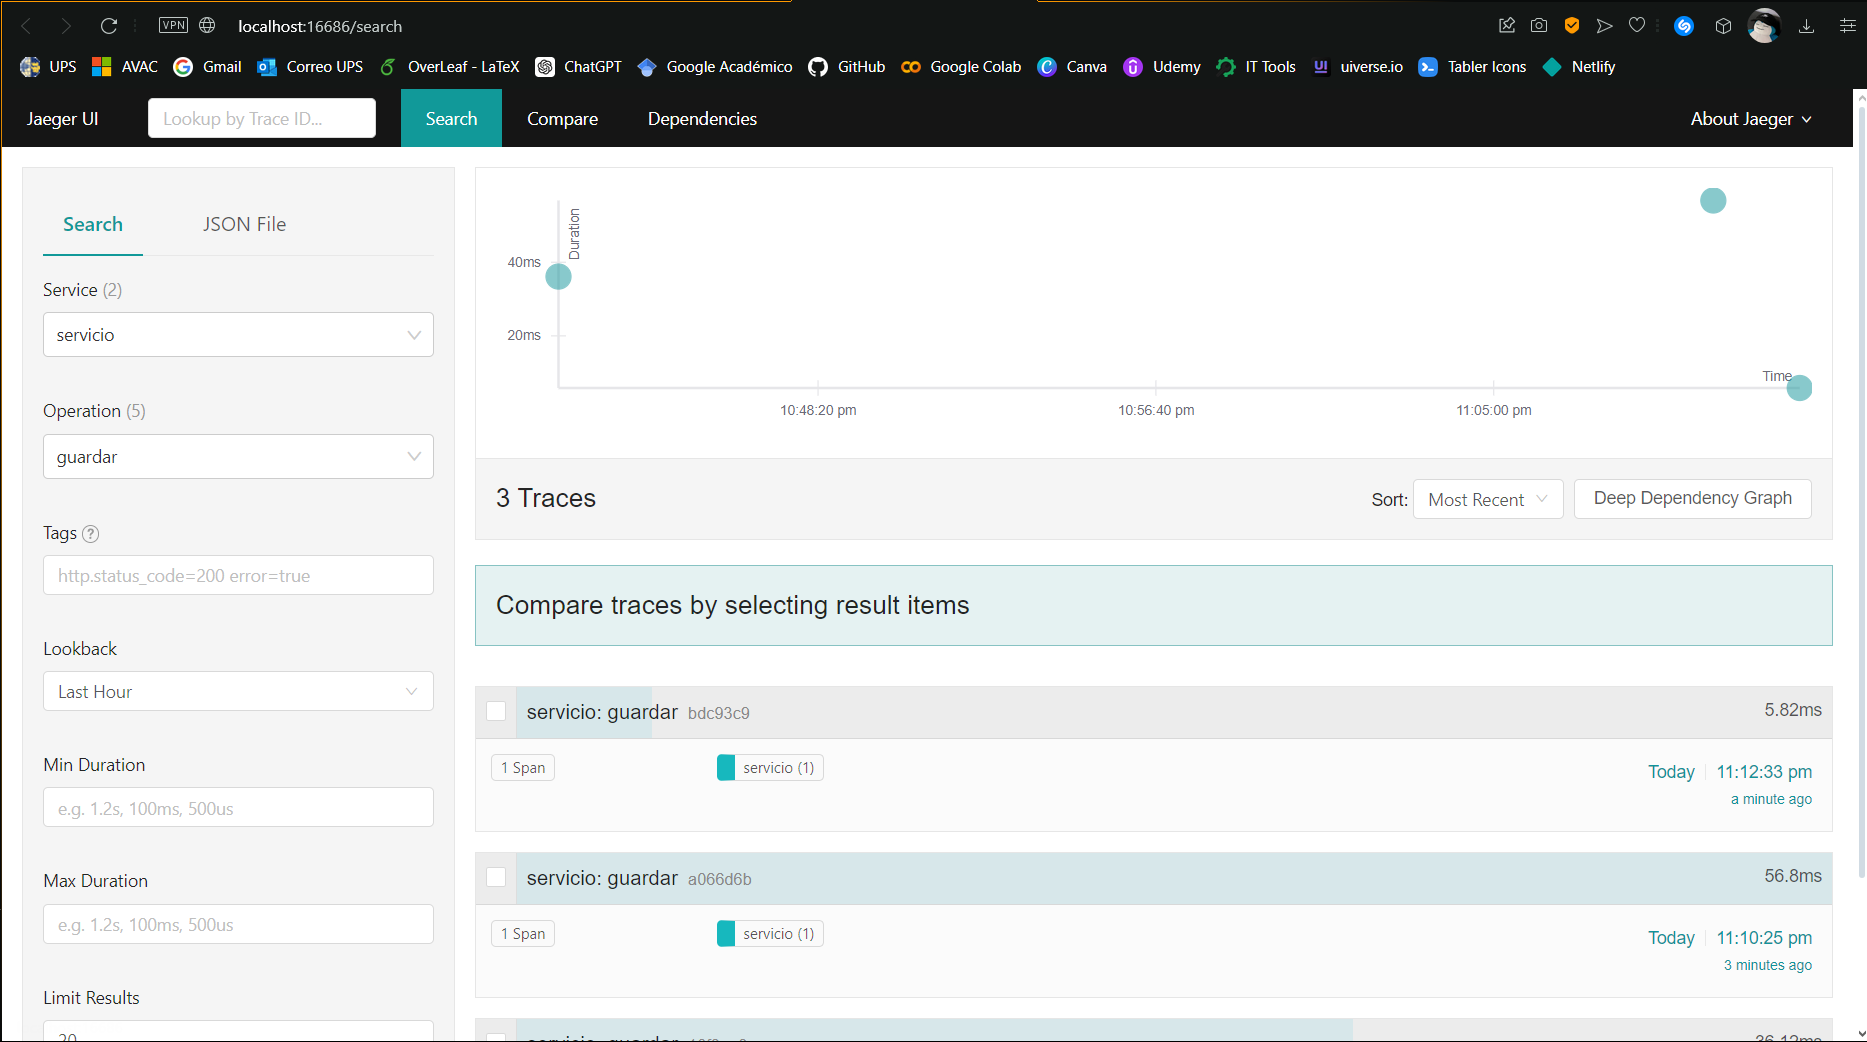 VPN localhost:16686/search
UPS AVAC Gmail Correo UPS OverLeaf - LaTeX ChatGPT Google Académico GitHub Google Colab Canva Udemy IT Tools uiverse.io Tabler Icons Netlify
Jaeger UI Lookup by Trace ID... Search Compare Dependencies About Jaeger
Search JSON File
Service (2)
servicio
Operation (5)
guardar
Tags ?
http.status_code=200 error=true
Lookback
Last Hour
Min Duration
e.g. 1.2s, 100ms, 500us
Max Duration
e.g. 1.2s, 100ms, 500us
Limit Results
20
Duration
40ms
20ms
Time
10:48:20 pm 10:56:40 pm 11:05:00 pm
3 Traces Sort: Most Recent Deep Dependency Graph
Compare traces by selecting result items
servicio: guardar bdc93c9 5.82ms
1 Span servicio (1) Today 11:12:33 pm
a minute ago
servicio: guardar a066d6b 56.8ms
1 Span servicio (1) Today 11:10:25 pm
3 minutes ago
servicio: guardar 36.12ms